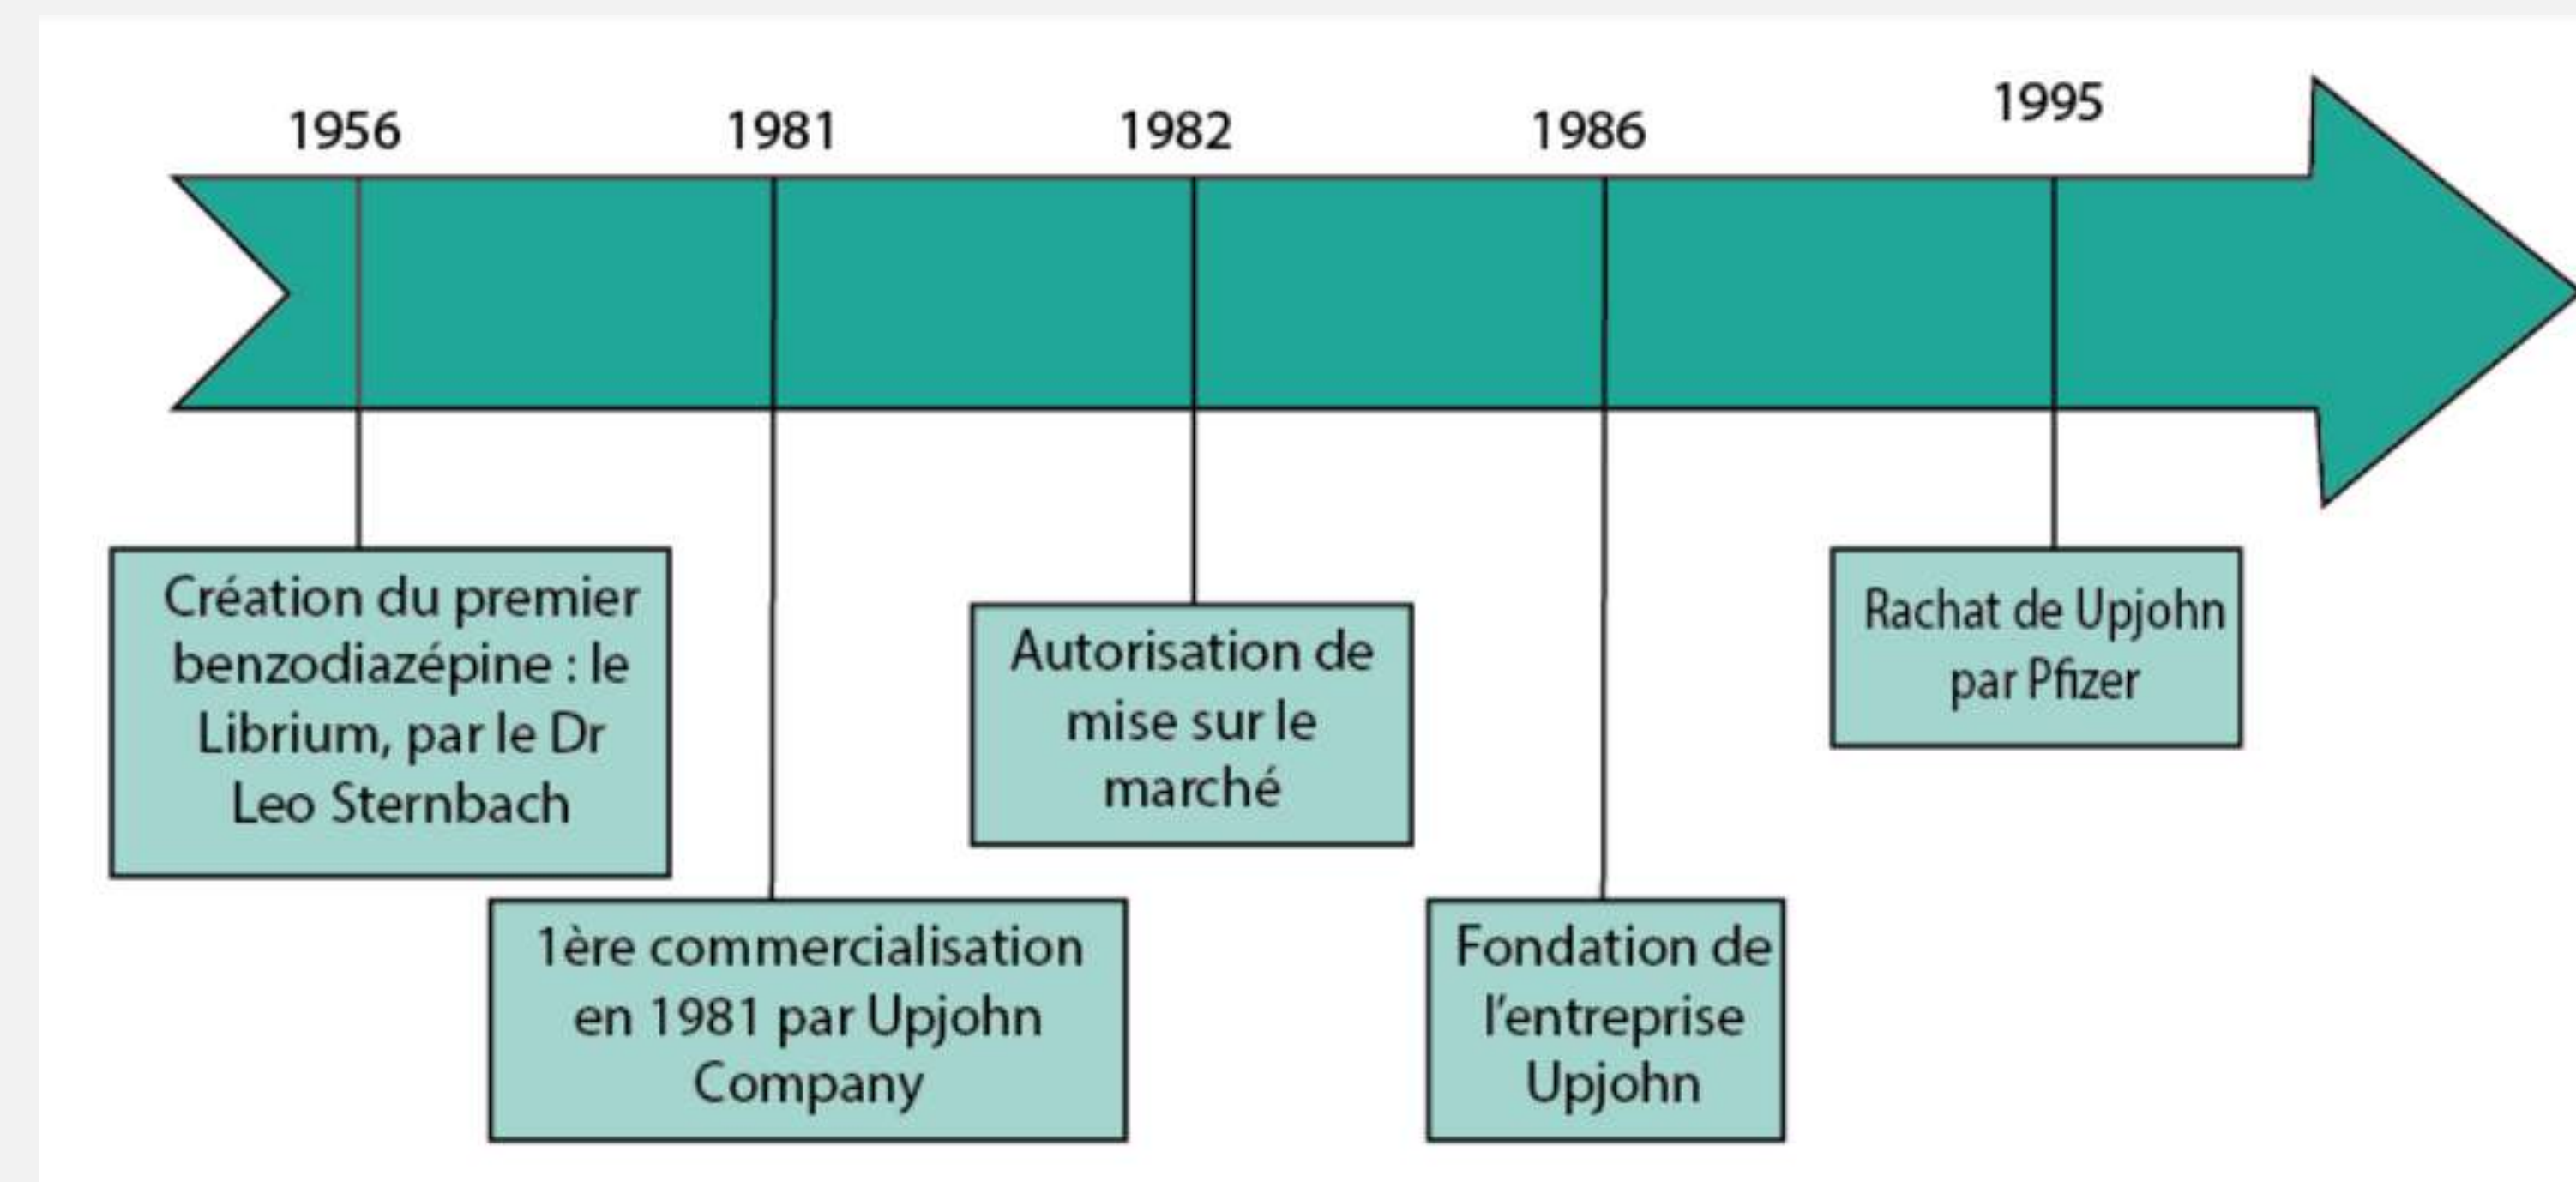 1956
1981
1982
1986
1995
Création du premier
benzodiazépine : le
Librium, par le Dr
Leo Sternbach
1ère commercialisation
en 1981 par Upjohn
Company
Autorisation de
mise sur le
marché
Fondation de
l'entreprise
Upjohn
Rachat de Upjohn
par Pfizer